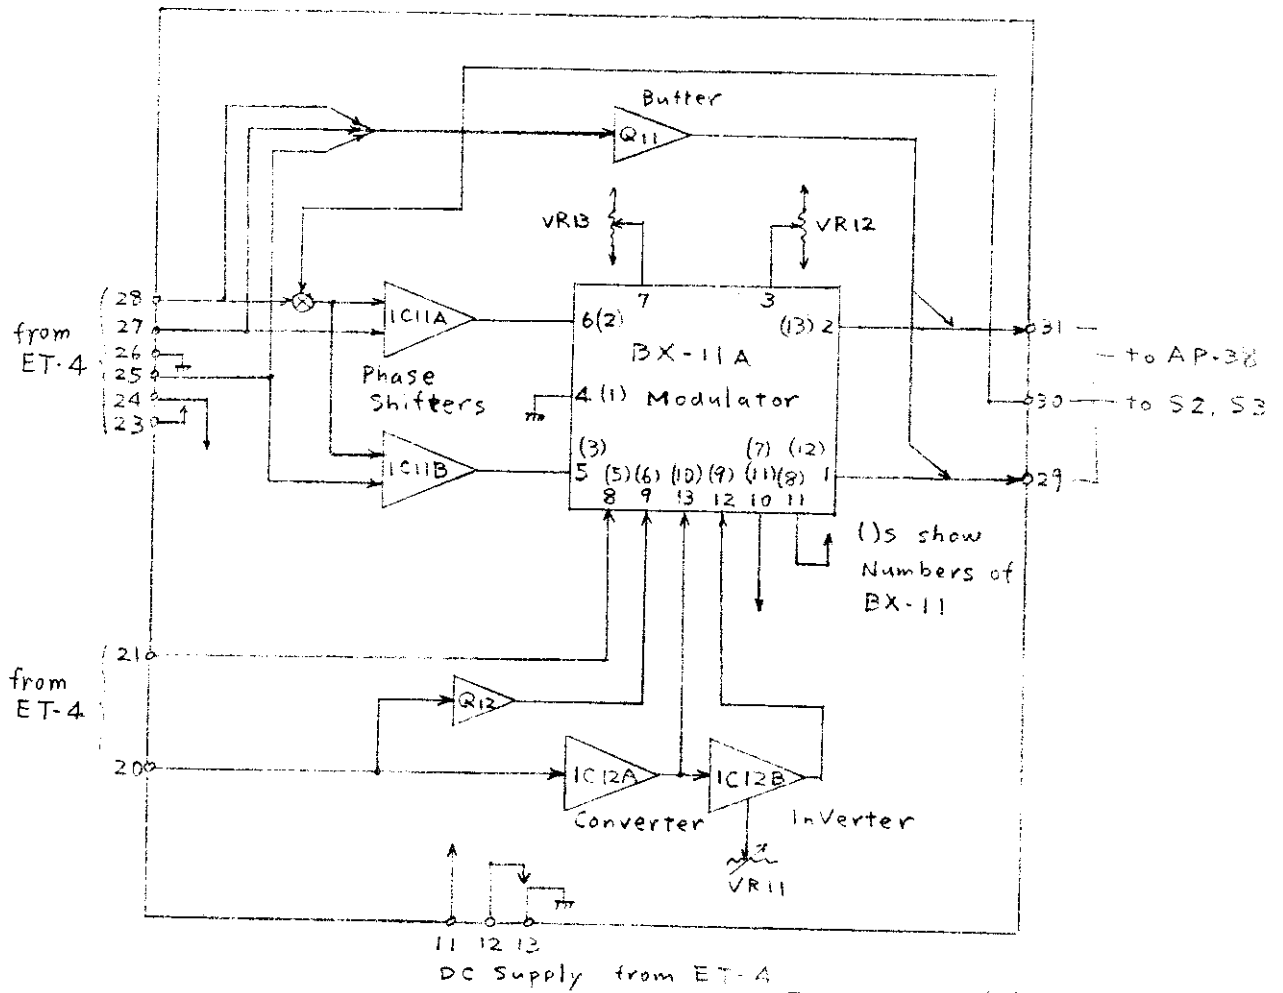 Buffer
Q11
VR13
VR12
28
27
26
25
24
23
from
ET-4
IC11A
Phase
Shifters
IC11B
7
3
6(2)
(13) 2
BX-11A
4 (1) Modulator
(3)
(7) (12)
5
(5)(6) (10) (9) (11)(8)
1
8
9
13
12
10
11
31
to AP-38
30
to S2, S3
29
()s show
Numbers of
BX-11
21
from
ET-4
Q12
20
IC12A
IC12B
Converter
InVerter
VR11
11 12 13
DC Supply from ET-4